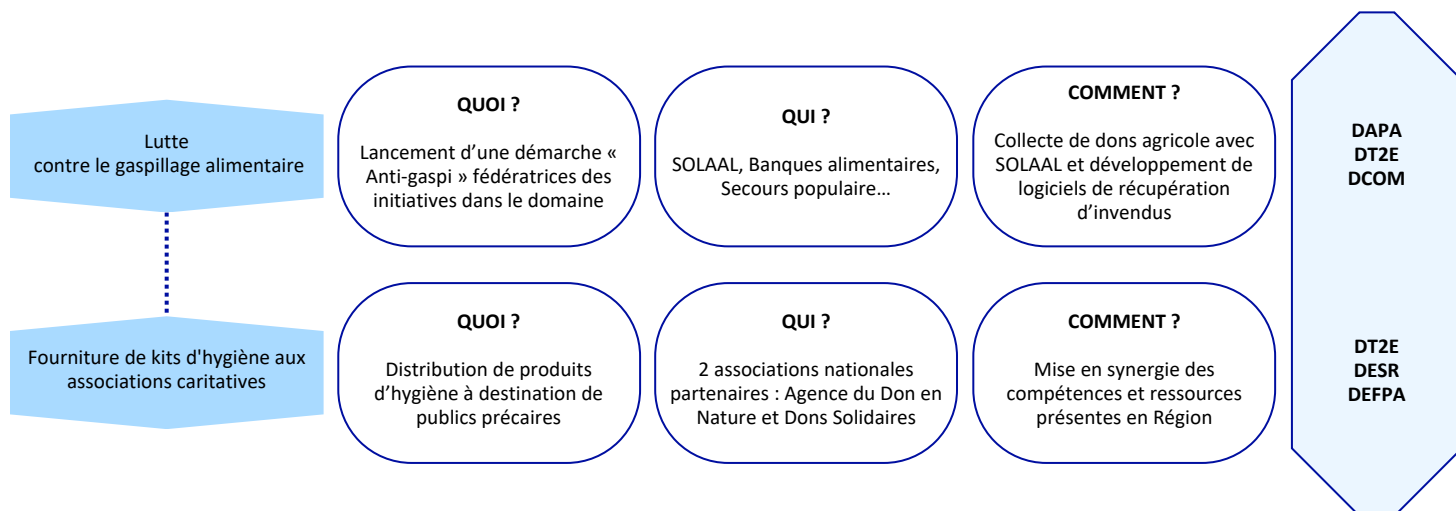 Lutte
contre le gaspillage alimentaire
QUOI ?
Lancement d’une démarche «
Anti-gaspi » fédératrices des
initiatives dans le domaine
QUI ?
SOLAAL, Banques alimentaires,
Secours populaire…
COMMENT ?
Collecte de dons agricole avec
SOLAAL et développement de
logiciels de récupération
d’invendus
DAPA
DT2E
DCOM
Fourniture de kits d'hygiène aux
associations caritatives
QUOI ?
Distribution de produits
d’hygiène à destination de
publics précaires
QUI ?
2 associations nationales
partenaires : Agence du Don en
Nature et Dons Solidaires
COMMENT ?
Mise en synergie des
compétences et ressources
présentes en Région
DT2E
DESR
DEFPA